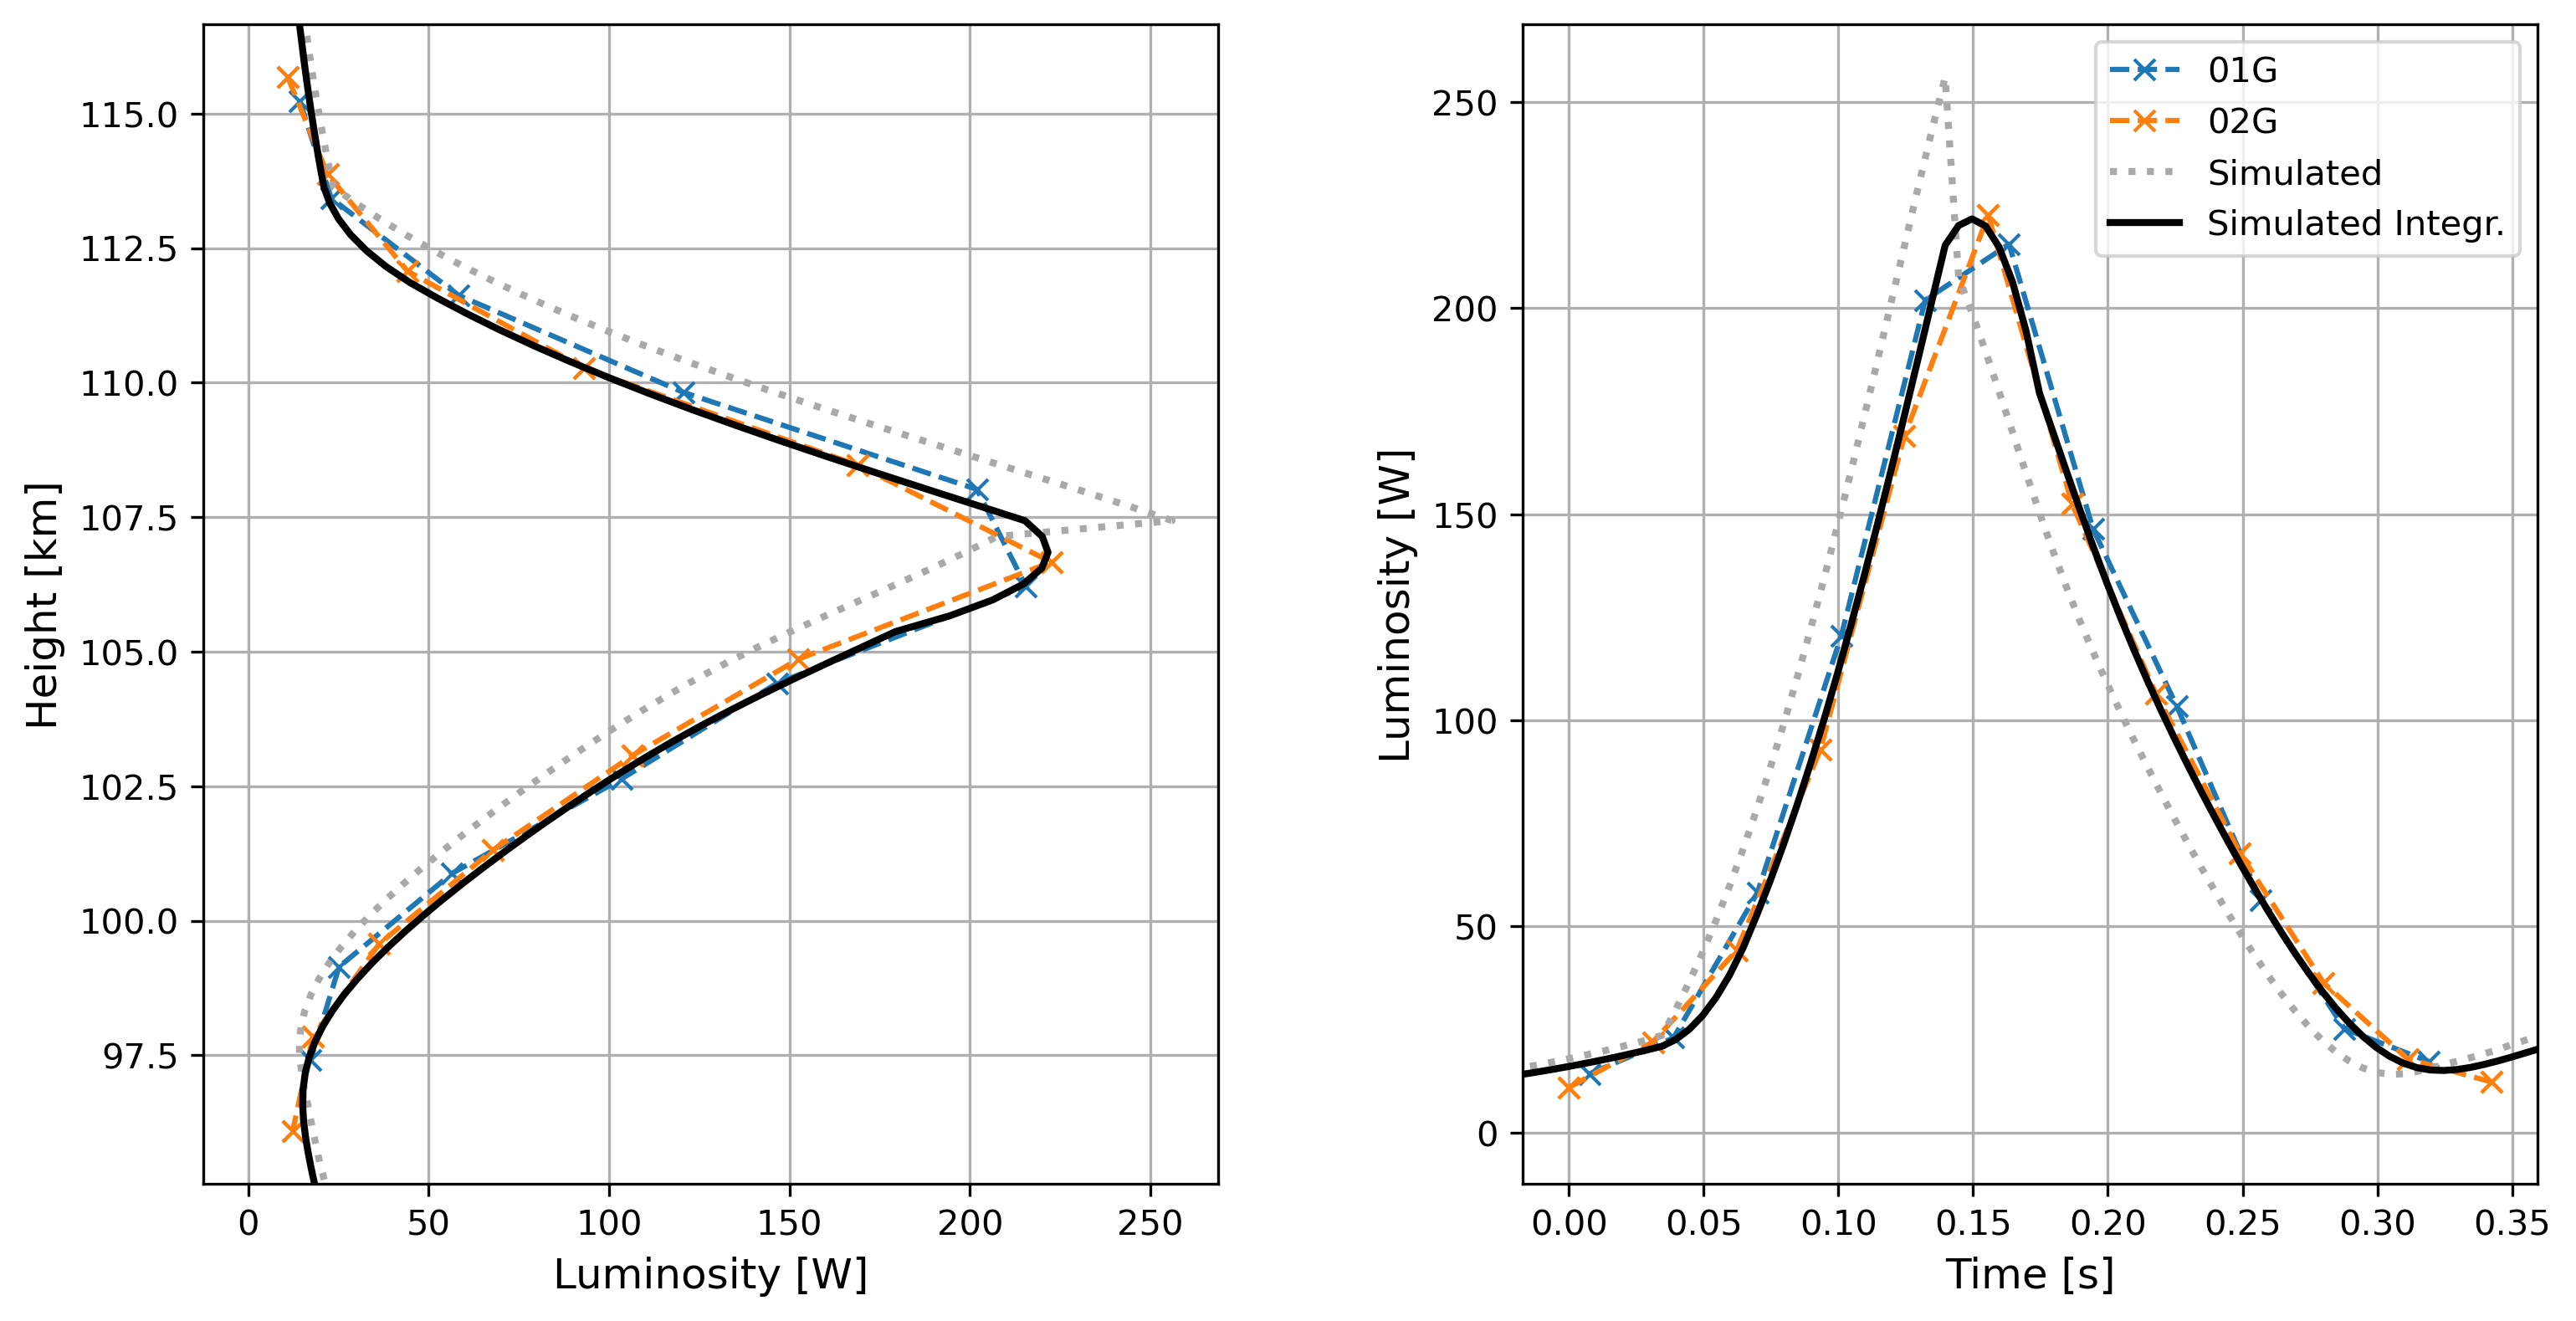 115.0
112.5
110.0
107.5
105.0
102.5
100.0
97.5
Height [km]
0 50 100 150 200 250
Luminosity [W]
250
200
150
100
50
0
Luminosity [W]
0.00 0.05 0.10 0.15 0.20 0.25 0.30 0.35
Time [s]
01G
02G
Simulated
Simulated Integr.